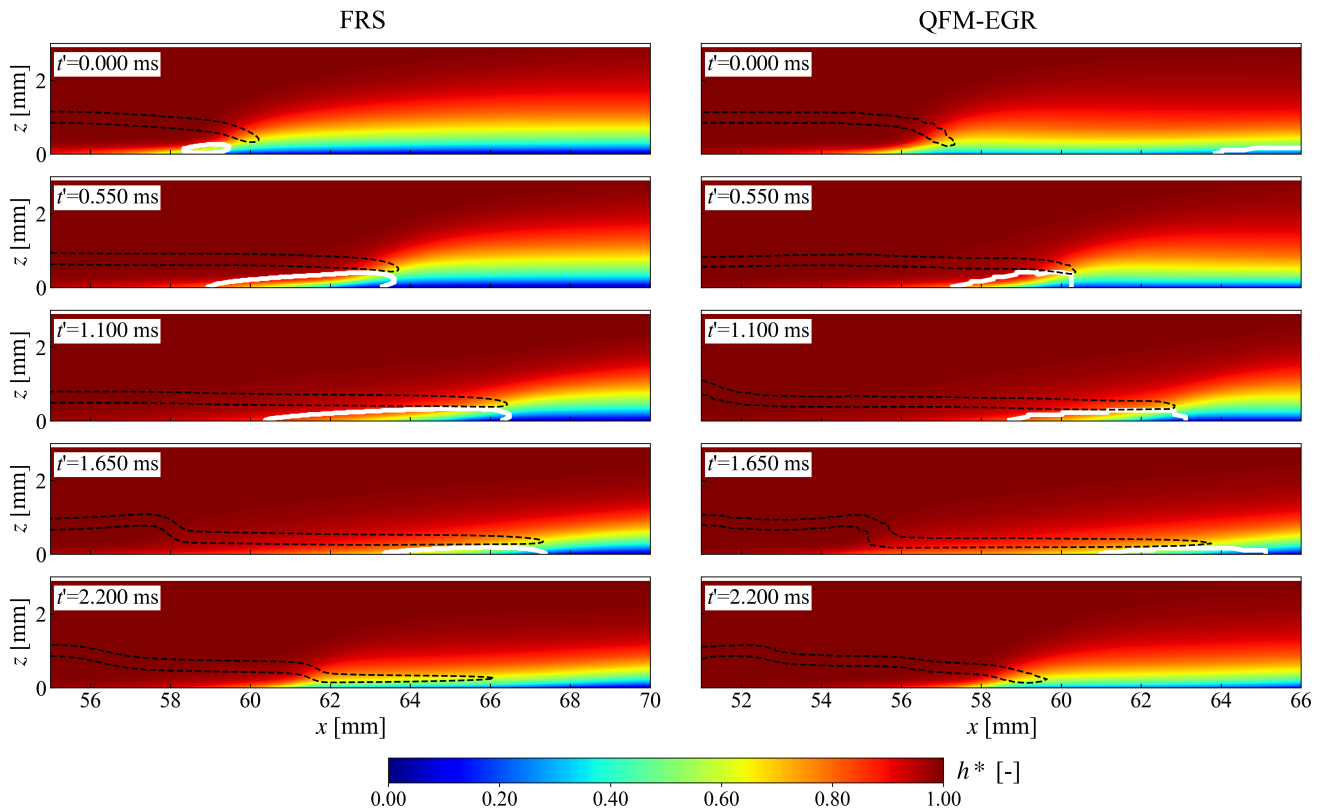 FRS
QFM-EGR
t'=0.000 ms
t'=0.000 ms
z [mm]
2
0
t'=0.550 ms
t'=0.550 ms
z [mm]
2
0
t'=1.100 ms
t'=1.100 ms
z [mm]
2
0
t'=1.650 ms
t'=1.650 ms
z [mm]
2
0
t'=2.200 ms
t'=2.200 ms
z [mm]
2
0
56 58 60 62 64 66 68 70
52 54 56 58 60 62 64 66
x [mm]
x [mm]
h* [-]
0.00 0.20 0.40 0.60 0.80 1.00